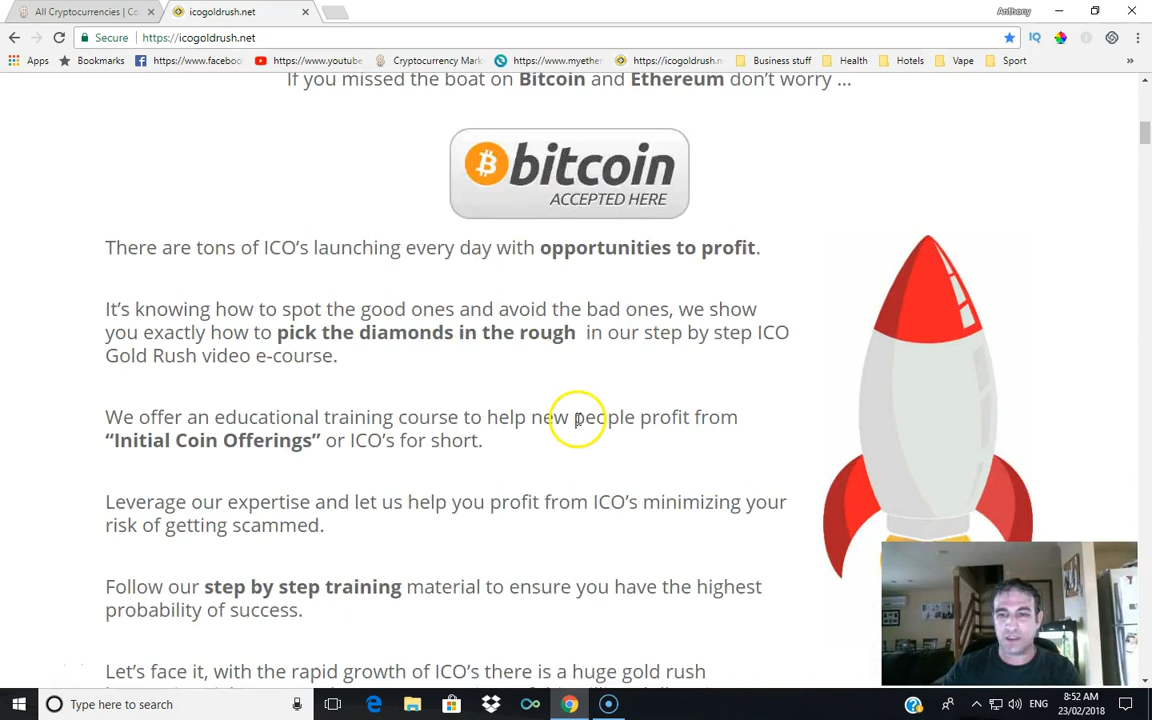 All Cryptocurrencies | Co
icogoldrush.net
Anthony
Secure
https://icogoldrush.net
Apps
Bookmarks
https://www.faceboo
https://www.youtube
Cryptocurrency Mark
https://www.myether
https://icogoldrush.n
Business stuff
Health
Hotels
Vape
Sport
If you missed the boat on Bitcoin and Ethereum don't worry ...
bitcoin
ACCEPTED HERE
There are tons of ICO's launching every day with opportunities to profit.
It's knowing how to spot the good ones and avoid the bad ones, we show
you exactly how to pick the diamonds in the rough in our step by step ICO
Gold Rush video e-course.
We offer an educational training course to help new people profit from
"Initial Coin Offerings" or ICO's for short.
Leverage our expertise and let us help you profit from ICO's minimizing your
risk of getting scammed.
Follow our step by step training material to ensure you have the highest
probability of success.
Let's face it, with the rapid growth of ICO's there is a huge gold rush
Type here to search
ENG
8:52 AM
23/02/2018